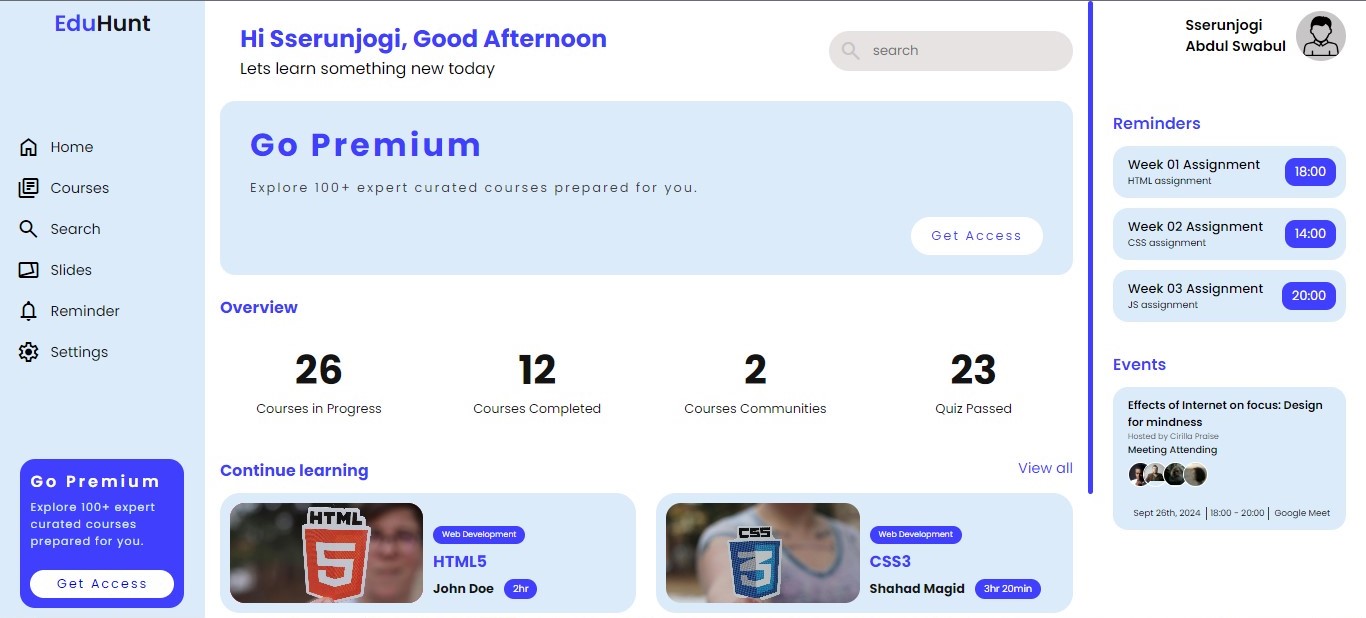 EduHunt
Home
Courses
Search
Slides
Reminder
Settings
Go Premium
Explore 100+ expert
curated courses
prepared for you.
Get Access
Hi Sserunjogi, Good Afternoon
Lets learn something new today
search
Go Premium
Explore 100+ expert curated courses prepared for you.
Get Access
Overview
26
Courses in Progress
12
Courses Completed
2
Courses Communities
23
Quiz Passed
Continue learning
View all
HTML
5
Web Development
HTML5
John Doe 2hr
CSS
3
Web Development
CSS3
Shahad Magid 3hr 20min
Sserunjogi
Abdul Swabul
Reminders
Week 01 Assignment
HTML assignment
18:00
Week 02 Assignment
CSS assignment
14:00
Week 03 Assignment
JS assignment
20:00
Events
Effects of Internet on focus: Design
for mindness
Hosted by Cirilla Praise
Meeting Attending
Sept 26th, 2024 | 18:00 - 20:00 | Google Meet